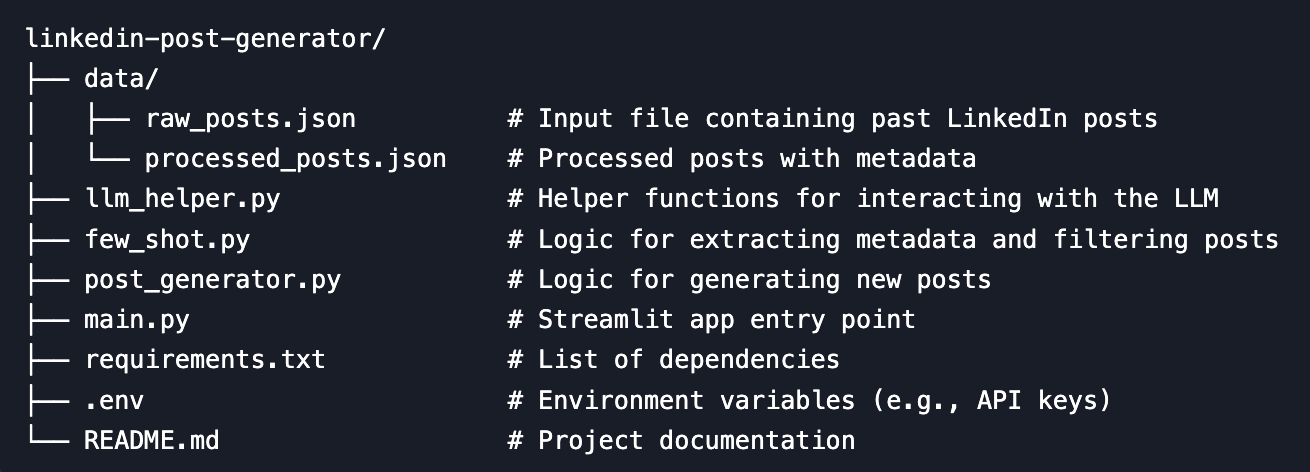 linkedin-post-generator/
├── data/
│   ├── raw_posts.json          # Input file containing past LinkedIn posts
│   └── processed_posts.json    # Processed posts with metadata
├── llm_helper.py               # Helper functions for interacting with the LLM
├── few_shot.py                 # Logic for extracting metadata and filtering posts
├── post_generator.py           # Logic for generating new posts
├── main.py                     # Streamlit app entry point
├── requirements.txt            # List of dependencies
├── .env                        # Environment variables (e.g., API keys)
└── README.md                   # Project documentation